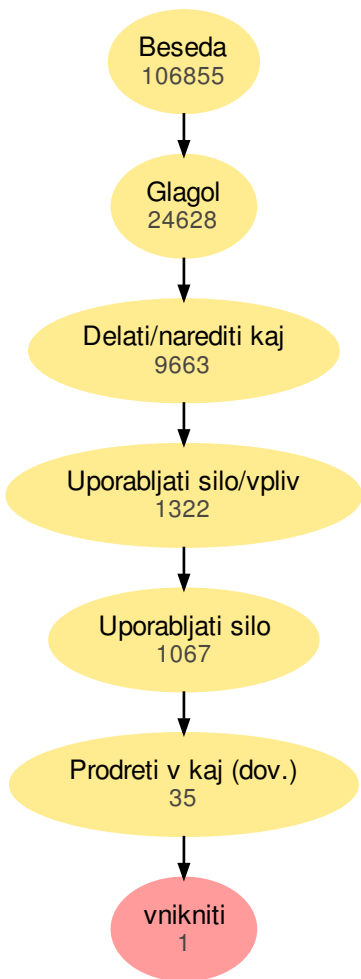 Beseda
106855
Glagol
24628
Delati/narediti kaj
9663
Uporabljati silo/vpliv
1322
Uporabljati silo
1067
Prodreti v kaj (dov.)
35
vnikniti
1